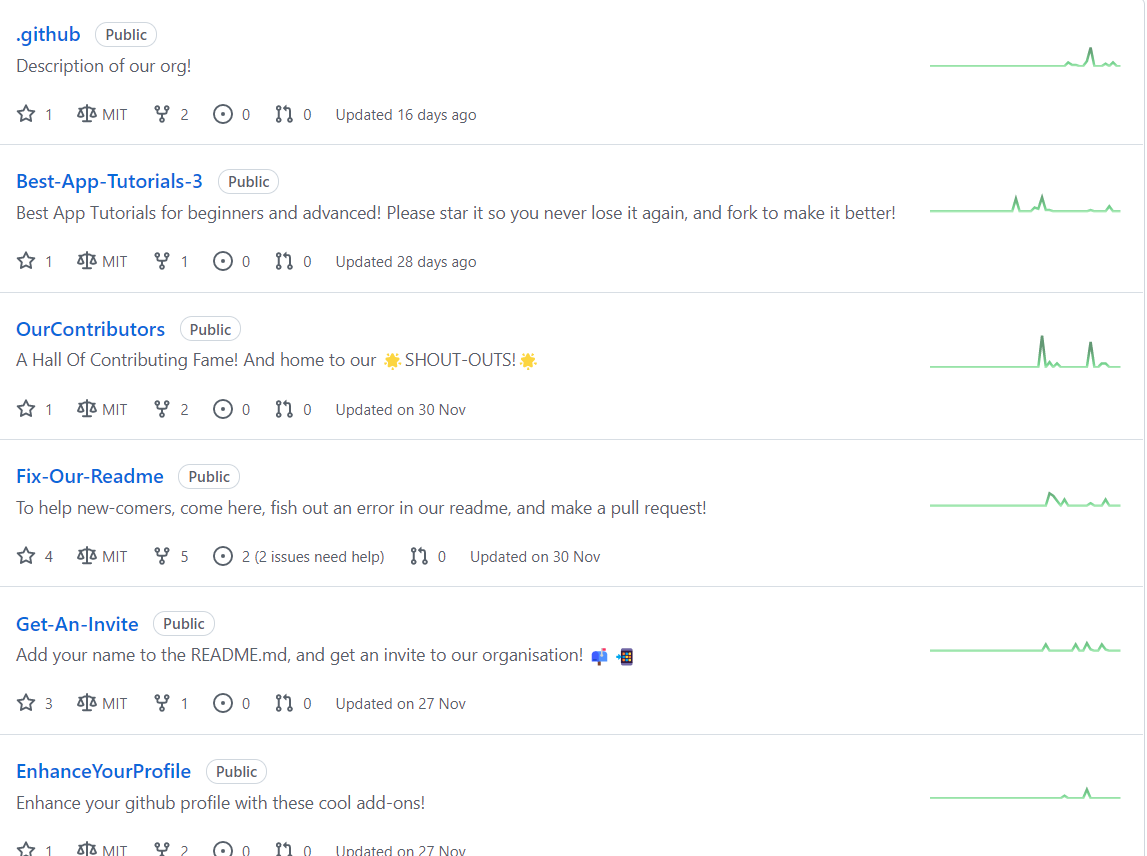 .github Public
Description of our org!
1 MIT 2 0 0 Updated 16 days ago
Best-App-Tutorials-3 Public
Best App Tutorials for beginners and advanced! Please star it so you never lose it again, and fork to make it better!
1 MIT 1 0 0 Updated 28 days ago
OurContributors Public
A Hall Of Contributing Fame! And home to our 🌟SHOUT-OUTS!🌟
1 MIT 2 0 0 Updated on 30 Nov
Fix-Our-Readme Public
To help new-comers, come here, fish out an error in our readme, and make a pull request!
4 MIT 5 2 (2 issues need help) 0 Updated on 30 Nov
Get-An-Invite Public
Add your name to the README.md, and get an invite to our organisation! 📫 📲
3 MIT 1 0 0 Updated on 27 Nov
EnhanceYourProfile Public
Enhance your github profile with these cool add-ons!
1 MIT 2 0 0 Updated on 27 Nov